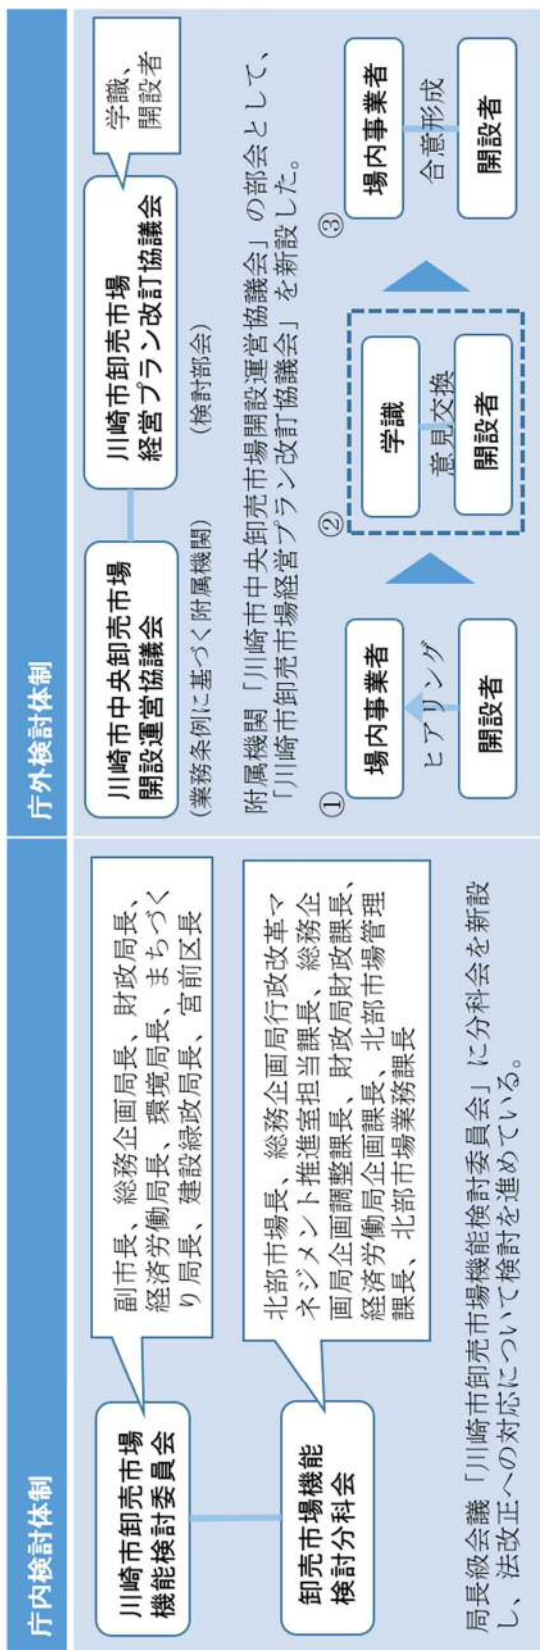 庁内検討体制
川崎市卸売市場
機能検討委員会
副市長、総務企画局長、財政局長、
経済労働局長、環境局長、まちづく
り局長、建設緑政局長、宮前区長
卸売市場機能
検討分科会
北部市場長、総務企画局行政改革マ
ネジメント推進室担当課長、総務企
画局企画調整課長、財政局財政課長、
経済労働局企画課長、北部市場管理
課長、北部市場業務課長
局長級会議「川崎市卸売市場機能検討委員会」に分科会を新設
し、法改正への対応について検討を進めている。
庁外検討体制
川崎市中央卸売市場
開設運営協議会
(業務条例に基づく附属機関)
川崎市卸売市場
経営プラン改訂協議会
(検討部会)
学識、
開設者
附属機関「川崎市中央卸売市場開設運営協議会」の部会として、
「川崎市卸売市場経営プラン改訂協議会」を新設した。
①
場内事業者
ヒアリング
開設者
②
学識
意見交換
開設者
③
場内事業者
合意形成
開設者